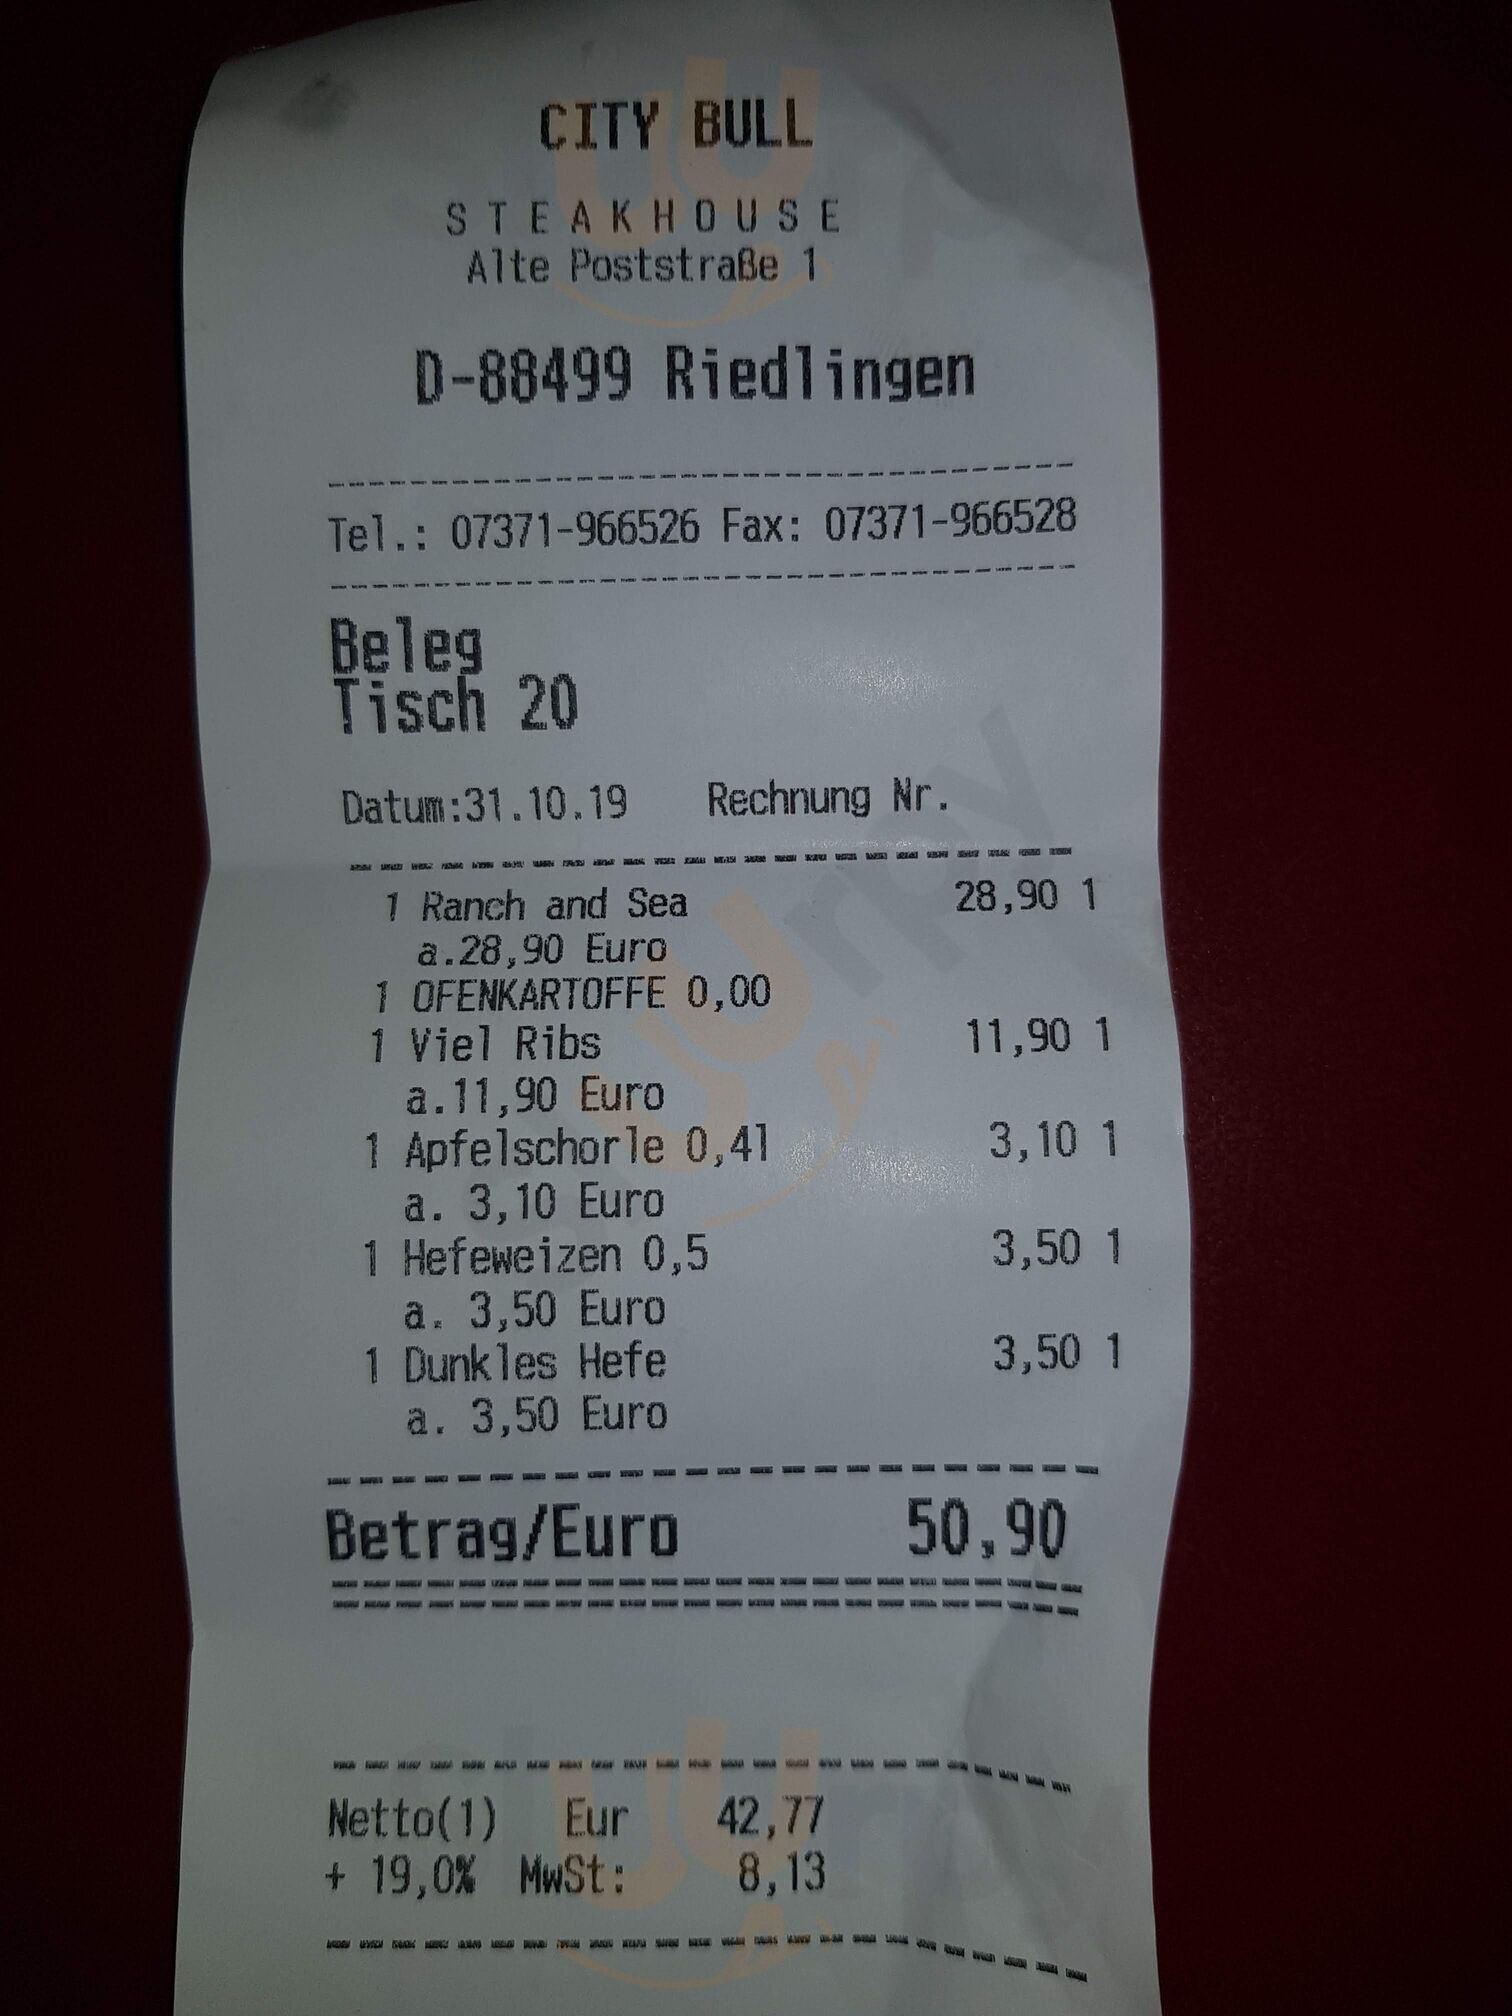 CITY BULL
STEAKHOUSE
Alte Poststraße 1
D-88499 Riedlingen
Tel.: 07371-966526 Fax: 07371-966528
Beleg
Tisch 20
Datum:31.10.19 Rechnung Nr.
1 Ranch and Sea 28,90 1
a.28,90 Euro
1 OFENKARTOFFE 0,00
1 Viel Ribs 11,90 1
a.11,90 Euro
1 Apfelschorle 0,4l 3,10 1
a. 3,10 Euro
1 Hefeweizen 0,5 3,50 1
a. 3,50 Euro
1 Dunkles Hefe 3,50 1
a. 3,50 Euro
Betrag/Euro 50,90
Netto(1) Eur 42,77
+ 19,0% MwSt: 8,13